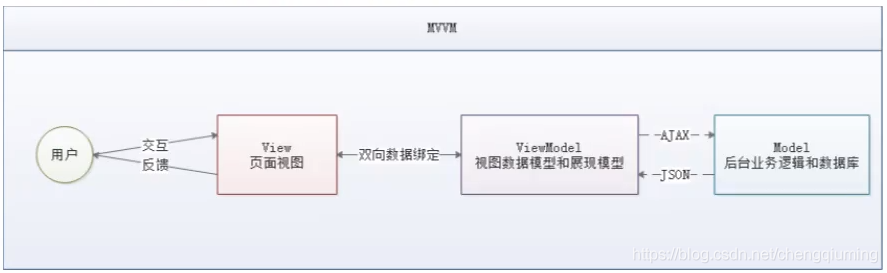 MVVM
用户
交互
反馈
View
页面视图
双向数据绑定
ViewModel
视图数据模型和展现模型
AJAX
JSON
Model
后台业务逻辑和数据库
https://blog.csdn.net/chengqiuming